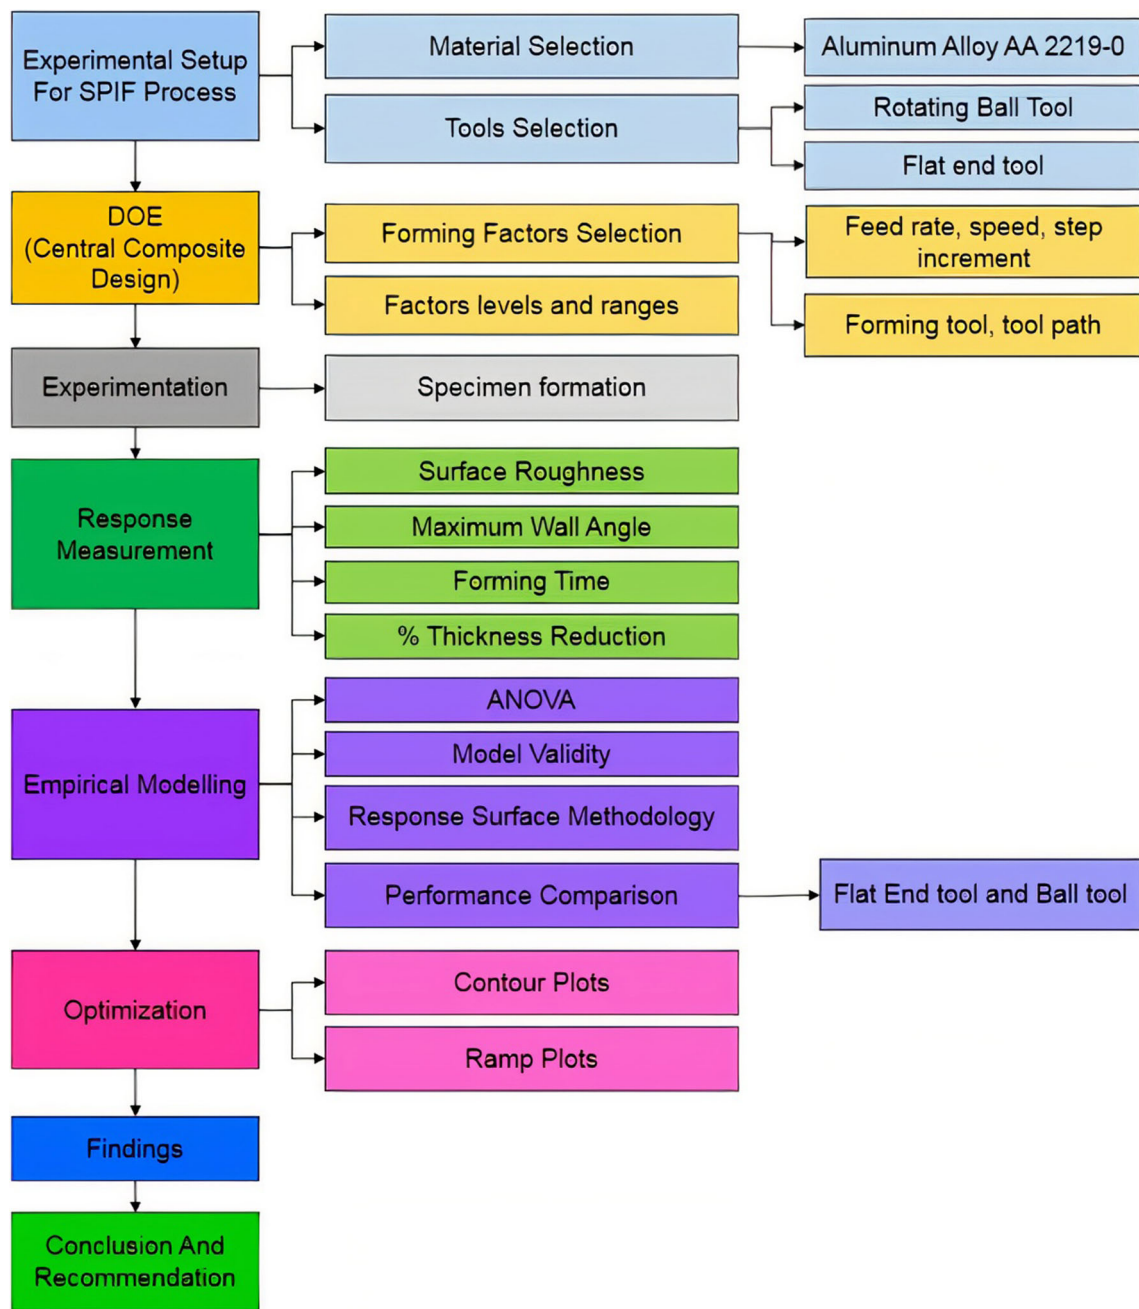 Experimental Setup
For SPIF Process
Material Selection
Aluminum Alloy AA 2219-0
Tools Selection
Rotating Ball Tool
Flat end tool
DOE
(Central Composite
Design)
Forming Factors Selection
Feed rate, speed, step
increment
Factors levels and ranges
Forming tool, tool path
Experimentation
Specimen formation
Response
Measurement
Surface Roughness
Maximum Wall Angle
Forming Time
% Thickness Reduction
Empirical Modelling
ANOVA
Model Validity
Response Surface Methodology
Performance Comparison
Flat End tool and Ball tool
Optimization
Contour Plots
Ramp Plots
Findings
Conclusion And
Recommendation